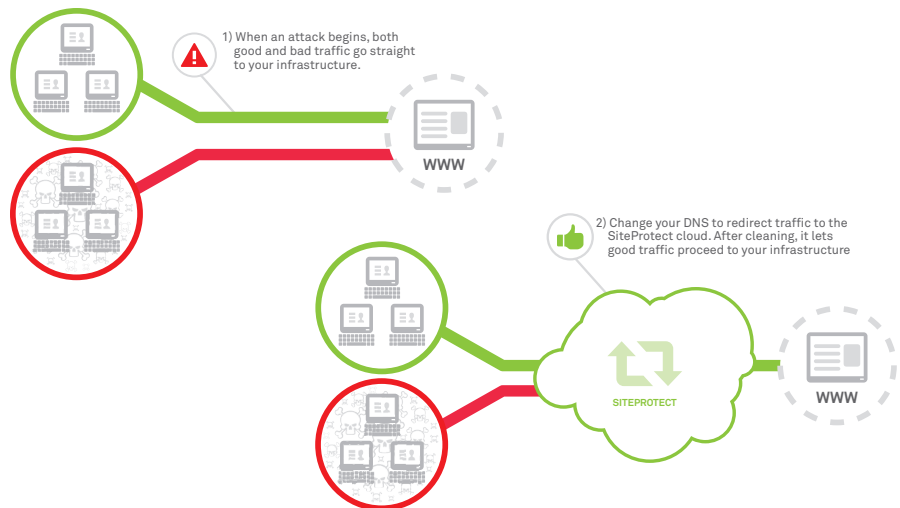 1) When an attack begins, both
good and bad traffic go straight
to your infrastructure.
WWW
2) Change your DNS to redirect traffic to the
SiteProtect cloud. After cleaning, it lets
good traffic proceed to your infrastructure
SITEPROTECT
WWW